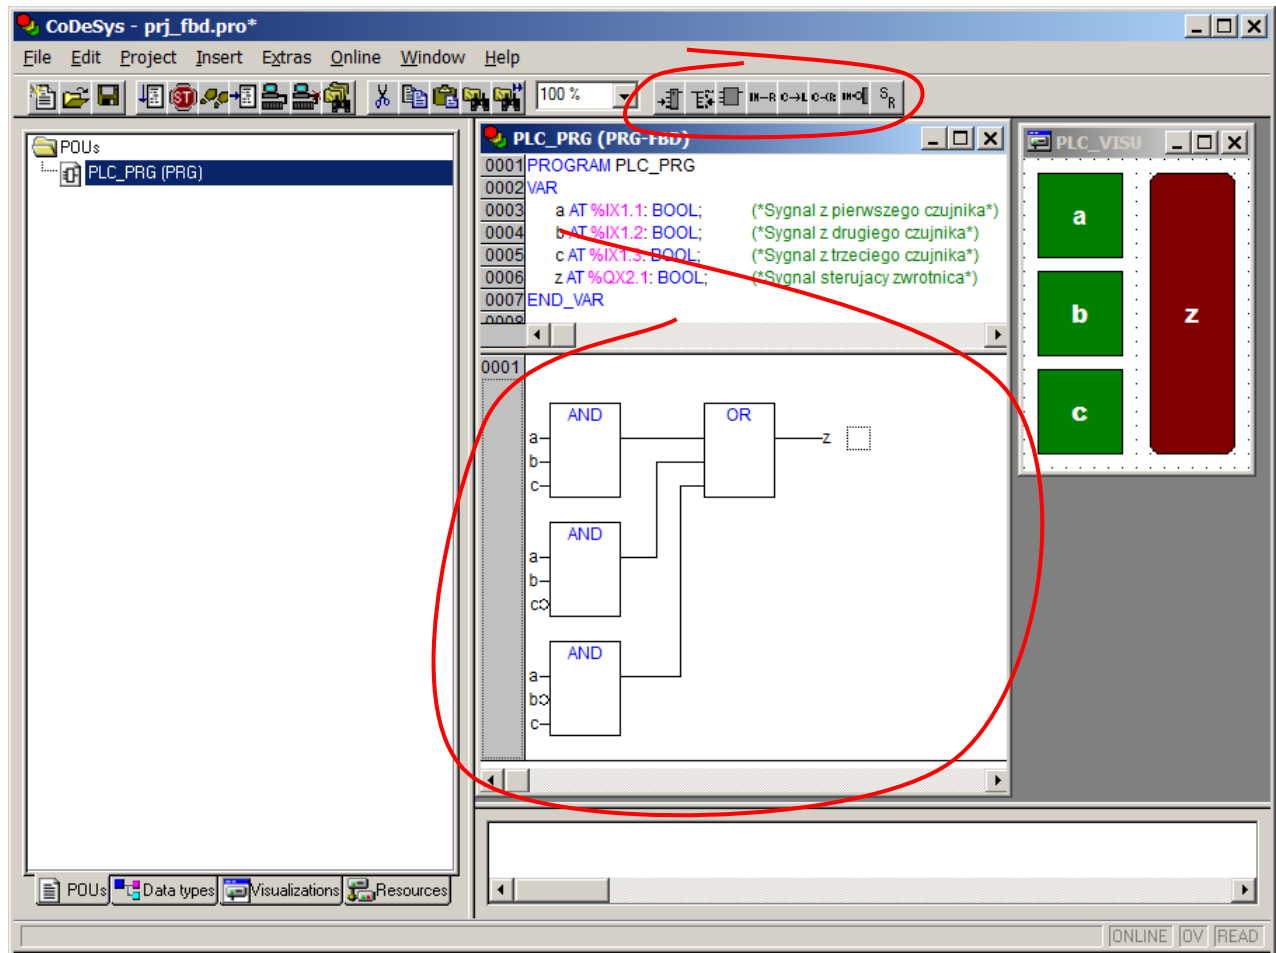 CoDeSys - prj_fbd.pro*
File Edit Project Insert Extras Online Window Help
100 %
POUs
PLC_PRG (PRG)
PLC_PRG (PRG-FBD)
0001 PROGRAM PLC_PRG
0002 VAR
0003 a AT %IX1.1: BOOL; (*Sygnal z pierwszego czujnika*)
0004 b AT %IX1.2: BOOL; (*Sygnal z drugiego czujnika*)
0005 c AT %IX1.3: BOOL; (*Sygnal z trzeciego czujnika*)
0006 z AT %QX2.1: BOOL; (*Sygnal sterujacy zwrotnica*)
0007 END_VAR
0008
0001
AND OR
a z
b
c
AND
a
b
c
AND
a
b
c
PLC_VISU
a
b z
c
POUs Data types Visualizations Resources
ONLINE OV READ